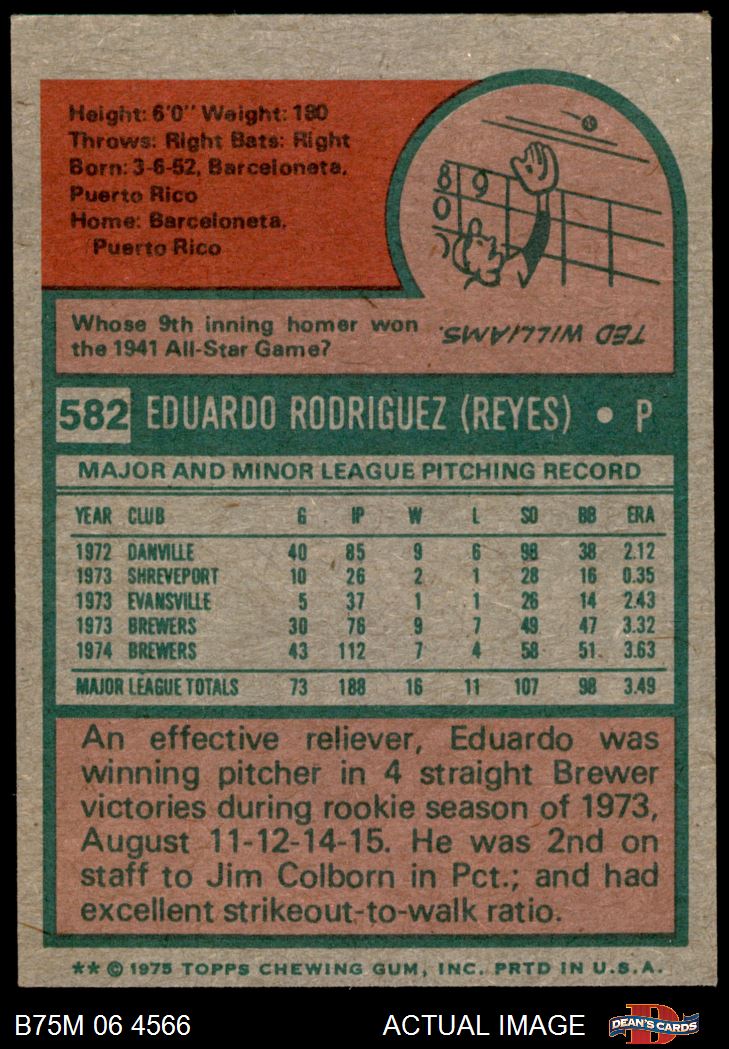 Height: 6'0" Weight: 180
Throws: Right Bats: Right
Born: 3-6-52, Barceloneta,
Puerto Rico
Home: Barceloneta,
Puerto Rico
8 9
0
Whose 9th inning homer won
the 1941 All-Star Game?
TED WILLIAMS.
582 EDUARDO RODRIGUEZ (REYES) • P
MAJOR AND MINOR LEAGUE PITCHING RECORD
YEAR CLUB G IP W L SO BB ERA
1972 DANVILLE 40 85 9 6 98 38 2.12
1973 SHREVEPORT 10 26 2 1 28 16 0.35
1973 EVANSVILLE 5 37 1 1 26 14 2.43
1973 BREWERS 30 76 9 7 49 47 3.32
1974 BREWERS 43 112 7 4 58 51 3.63
MAJOR LEAGUE TOTALS 73 188 16 11 107 98 3.49
An effective reliever, Eduardo was
winning pitcher in 4 straight Brewer
victories during rookie season of 1973,
August 11-12-14-15. He was 2nd on
staff to Jim Colborn in Pct.; and had
excellent strikeout-to-walk ratio.
** © 1975 TOPPS CHEWING GUM, INC. PRTD IN U.S.A.
B75M 06 4566 ACTUAL IMAGE DEAN'S CARDS